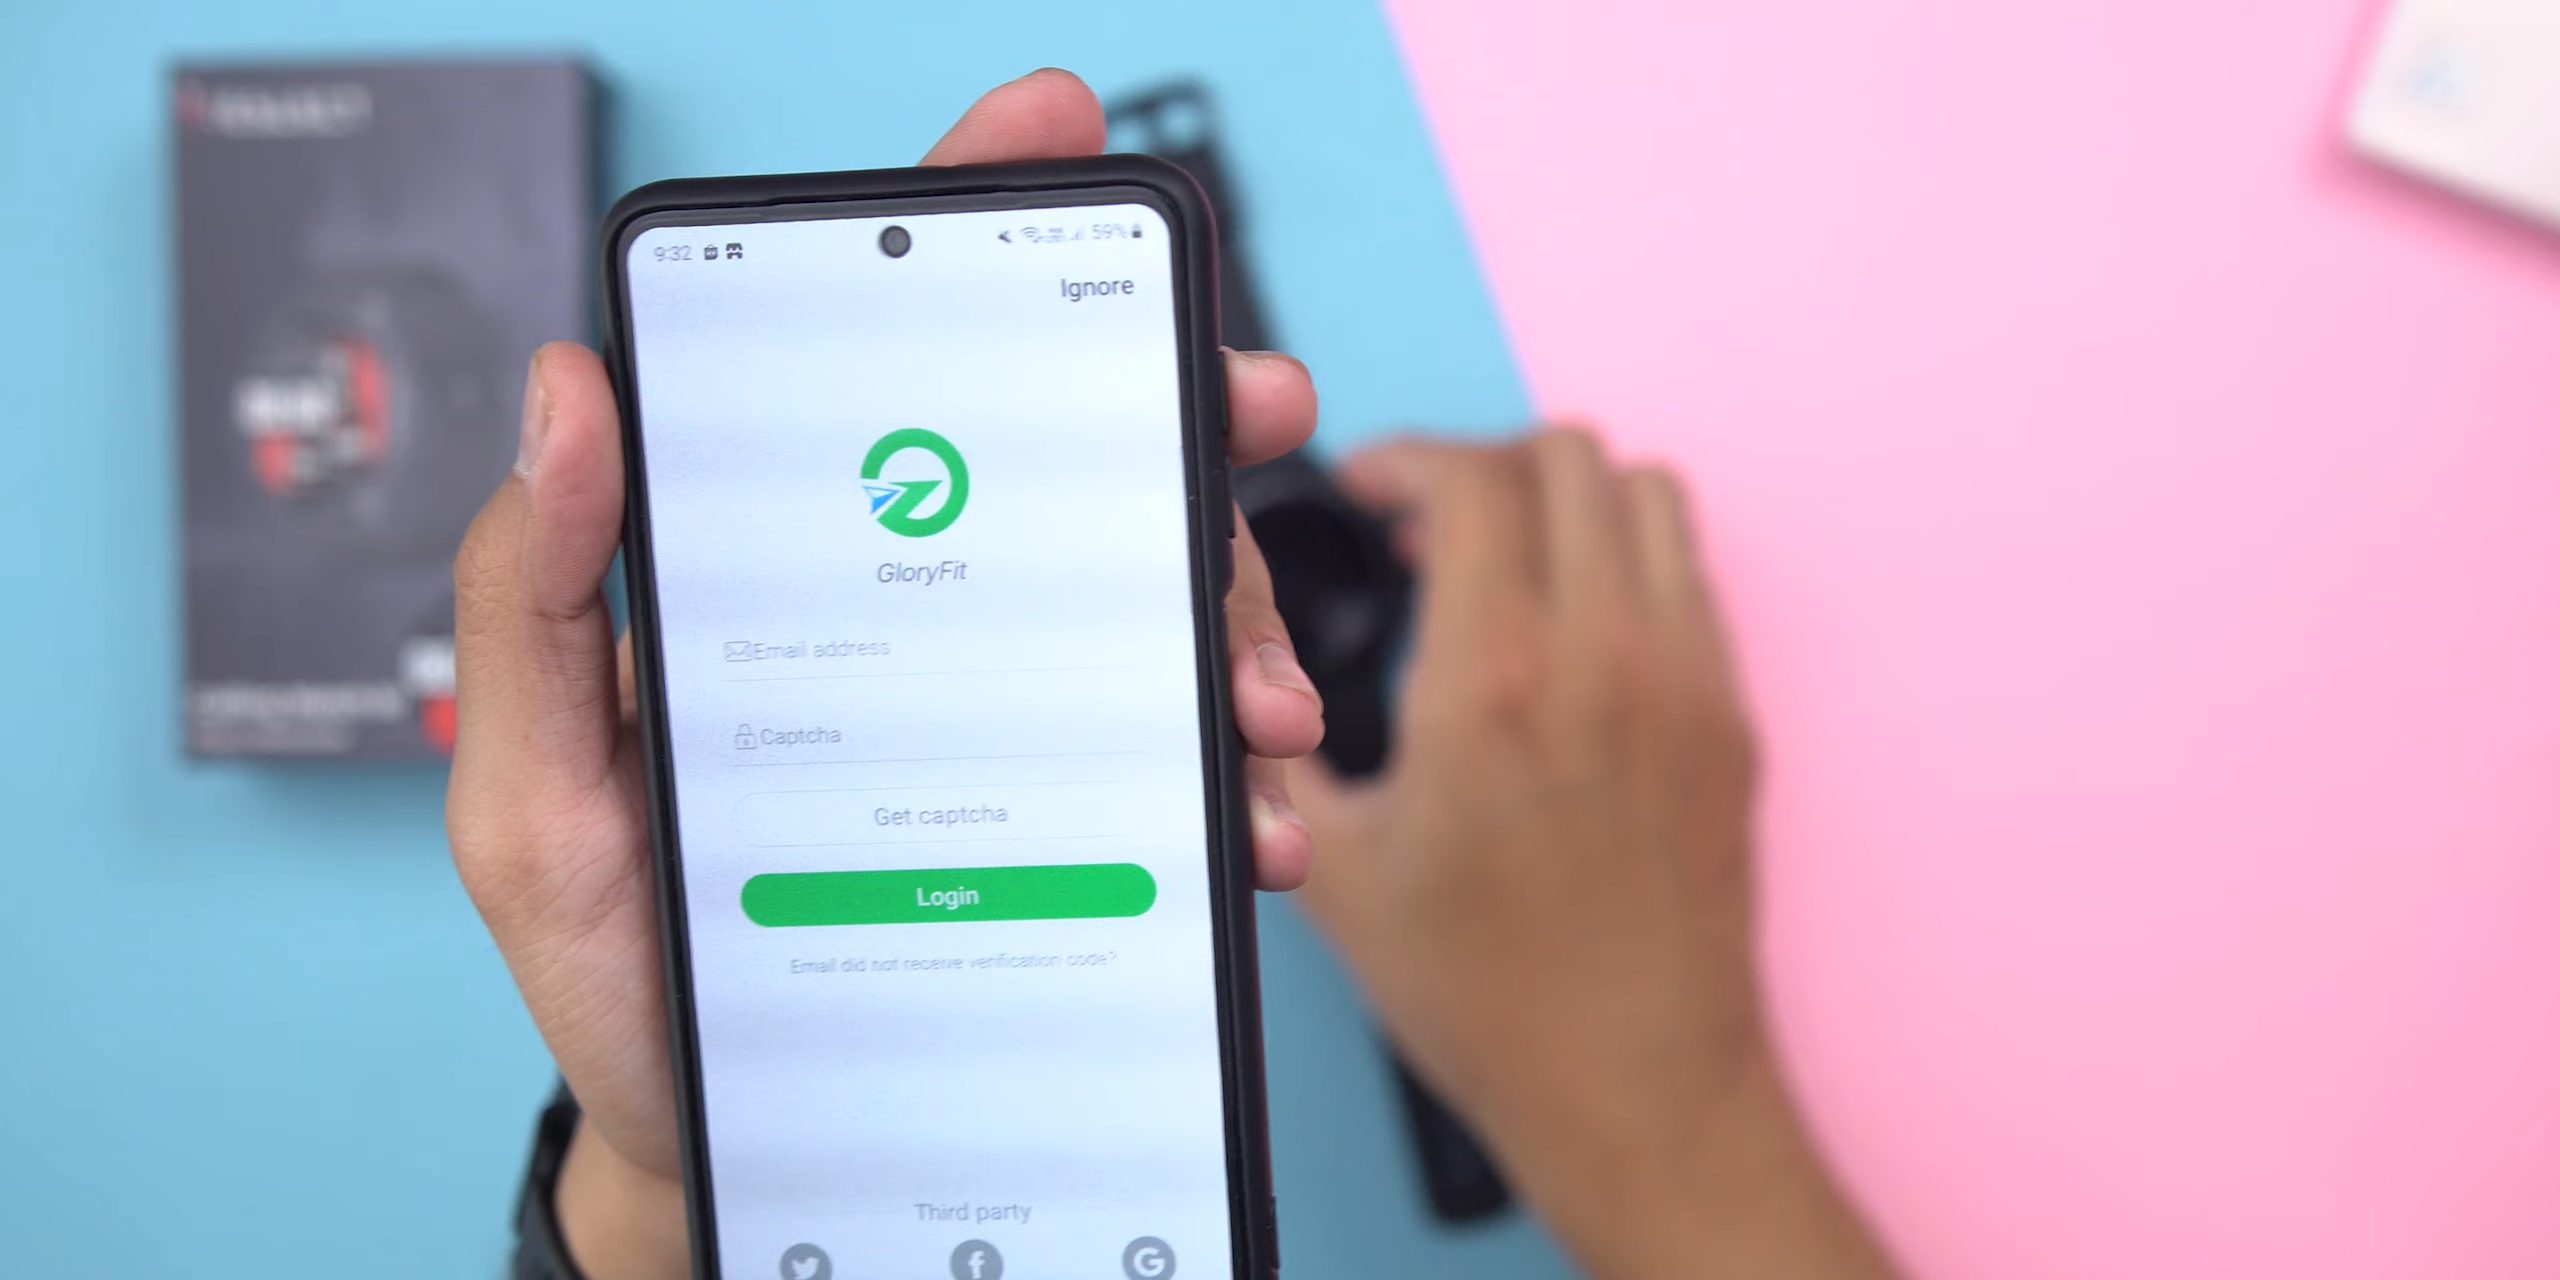 9:32
59%
Ignore
GloryFit
Email address
Captcha
Get captcha
Login
Email did not receive verification code?
Third party